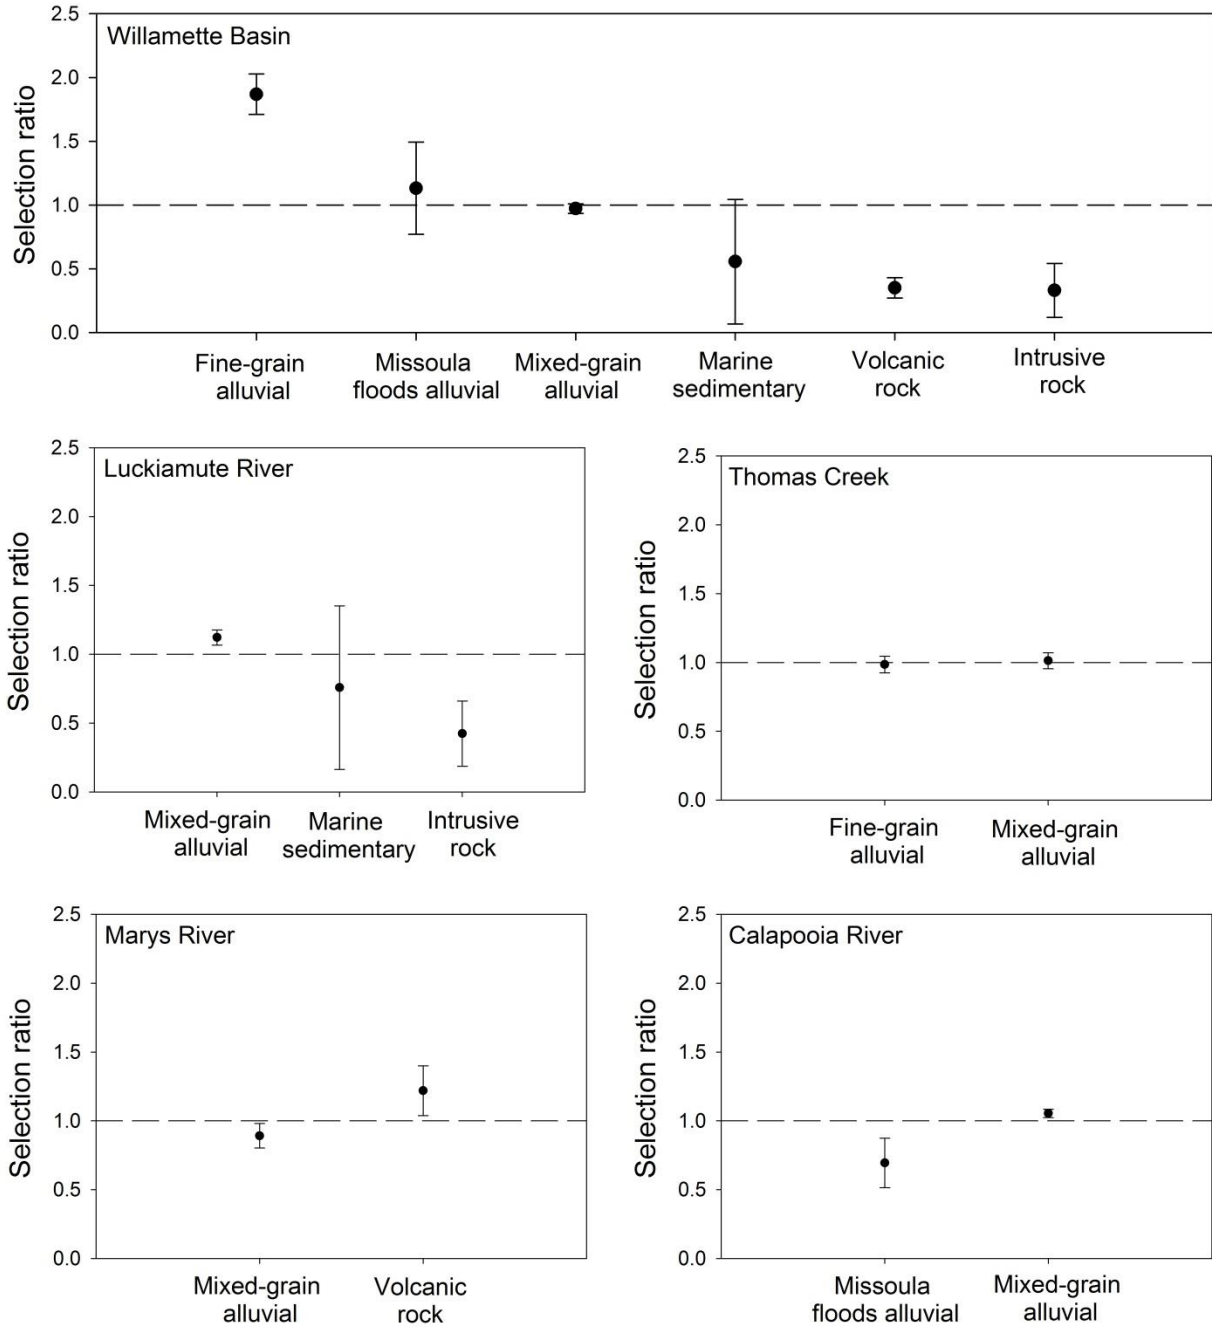 Willamette Basin
Selection ratio
2.5
2.0
1.5
1.0
0.5
0.0
Fine-grain
alluvial
Missoula
floods alluvial
Mixed-grain
alluvial
Marine
sedimentary
Volcanic
rock
Intrusive
rock
Luckiamute River
Selection ratio
2.5
2.0
1.5
1.0
0.5
0.0
Mixed-grain
alluvial
Marine
sedimentary
Intrusive
rock
Thomas Creek
Selection ratio
2.5
2.0
1.5
1.0
0.5
0.0
Fine-grain
alluvial
Mixed-grain
alluvial
Marys River
Selection ratio
2.5
2.0
1.5
1.0
0.5
0.0
Mixed-grain
alluvial
Volcanic
rock
Calapooia River
Selection ratio
2.5
2.0
1.5
1.0
0.5
0.0
Missoula
floods alluvial
Mixed-grain
alluvial